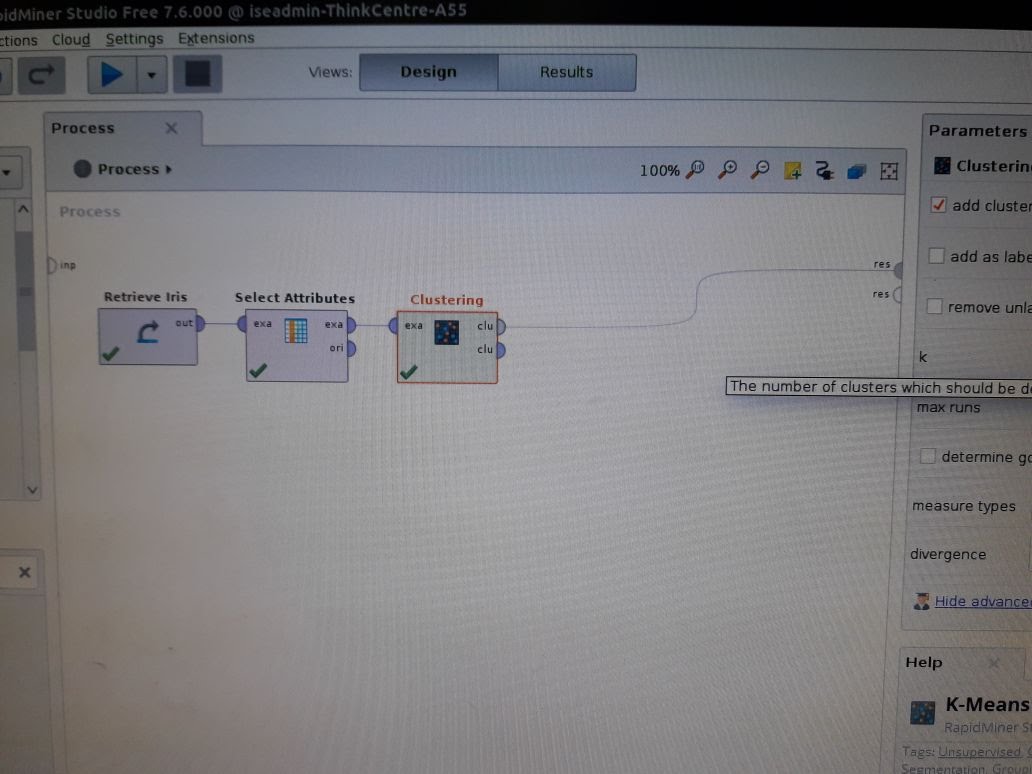 pidMiner Studio Free 7.6.000 @ iseadmin-ThinkCentre-A55
ctions Cloud Settings Extensions
Views: Design Results
Process
Process
100%
Process
inp
Retrieve Iris
out
Select Attributes
exa exa
ori
Clustering
exa clu
clu
res
res
Parameters
Clusterin
add cluster
add as labe
remove unla
k
The number of clusters which should be de
max runs
determine go
measure types
divergence
Hide advance
Help
K-Means
RapidMiner St
Tags: Unsupervised,
Segmentation, Group